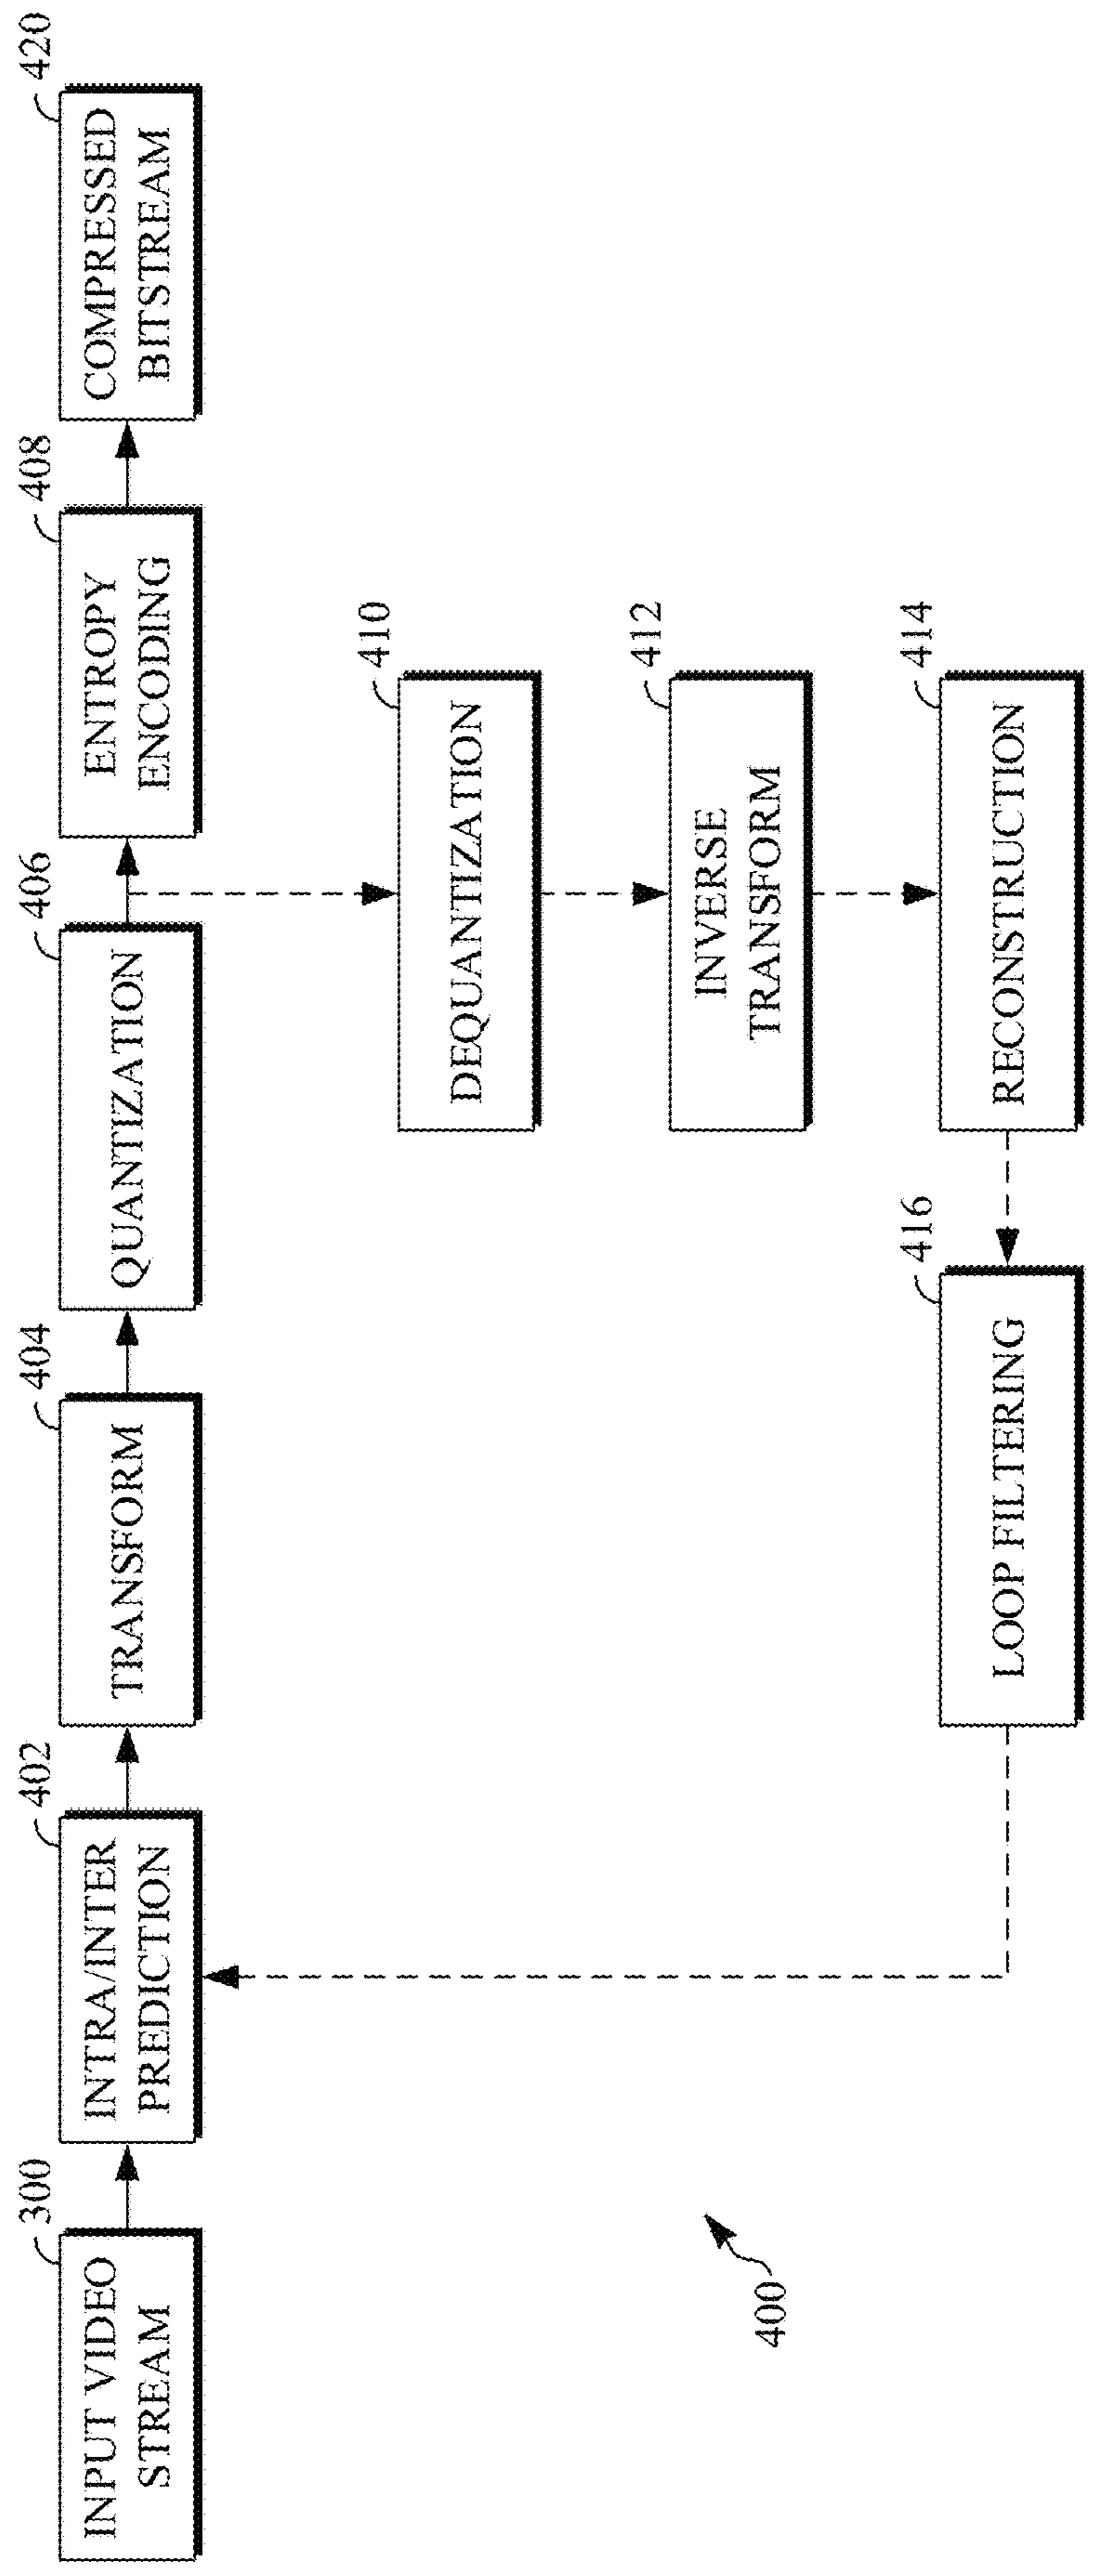 300
INPUT VIDEO
STREAM
402
INTRA/INTER
PREDICTION
404
TRANSFORM
406
QUANTIZATION
408
ENTROPY
ENCODING
420
COMPRESSED
BITSTREAM
410
DEQUANTIZATION
412
INVERSE
TRANSFORM
414
RECONSTRUCTION
416
LOOP FILTERING
400